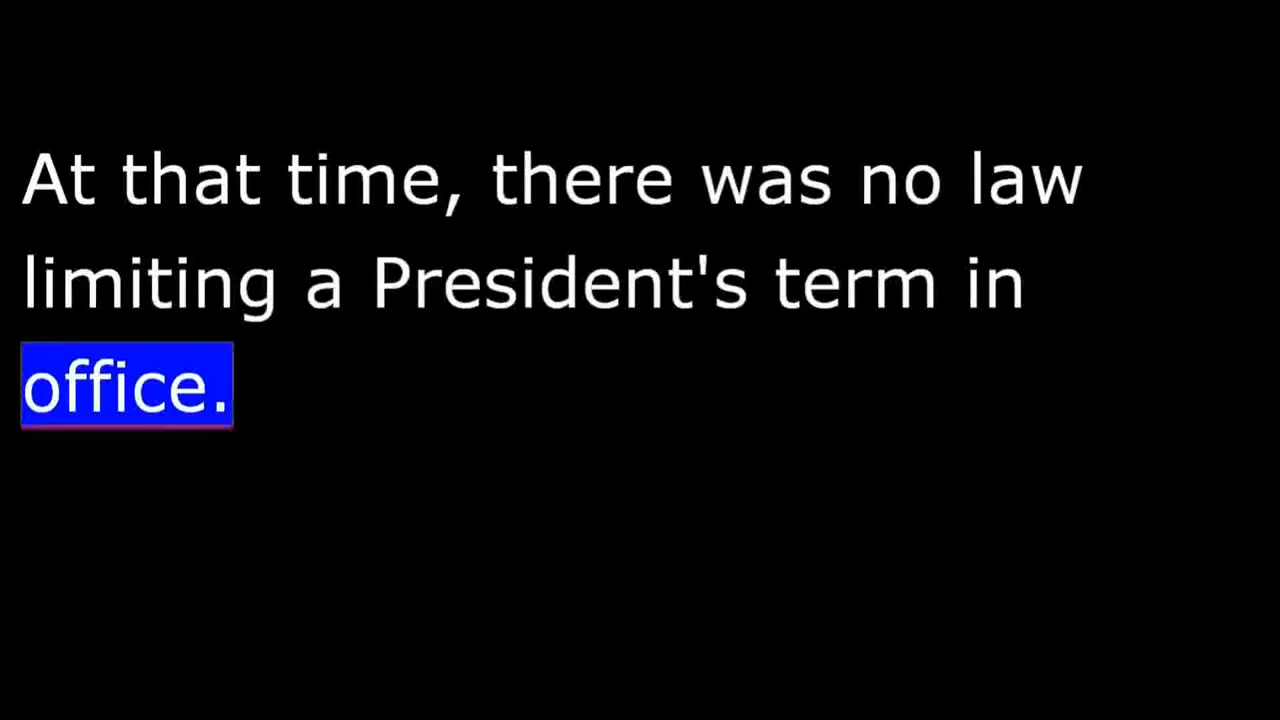 At that time, there was no law
limiting a President's term in
office.